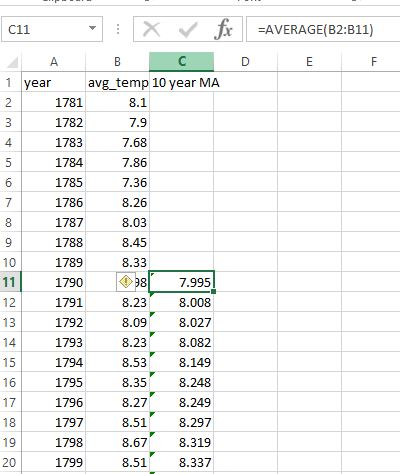 C11 fx =AVERAGE(B2:B11)
A B C D E F
1 year avg_temp 10 year MA
2 1781 8.1
3 1782 7.9
4 1783 7.68
5 1784 7.86
6 1785 7.36
7 1786 8.26
8 1787 8.03
9 1788 8.45
10 1789 8.33
11 1790 98 7.995
12 1791 8.23 8.008
13 1792 8.09 8.027
14 1793 8.23 8.082
15 1794 8.53 8.149
16 1795 8.35 8.248
17 1796 8.27 8.249
18 1797 8.51 8.297
19 1798 8.67 8.319
20 1799 8.51 8.337